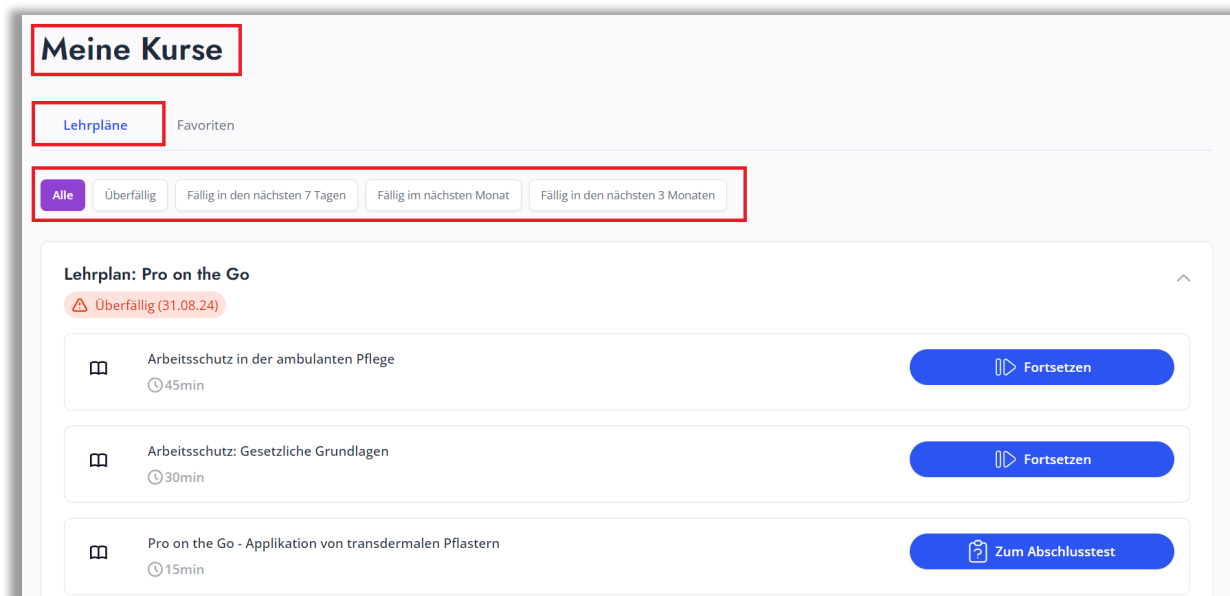 Meine Kurse
Lehrpläne Favoriten
Alle Überfällig Fällig in den nächsten 7 Tagen Fällig im nächsten Monat Fällig in den nächsten 3 Monaten
Lehrplan: Pro on the Go
Überfällig (31.08.24)
Arbeitsschutz in der ambulanten Pflege
45min
Fortsetzen
Arbeitsschutz: Gesetzliche Grundlagen
30min
Fortsetzen
Pro on the Go - Applikation von transdermalen Pflastern
15min
Zum Abschlusstest